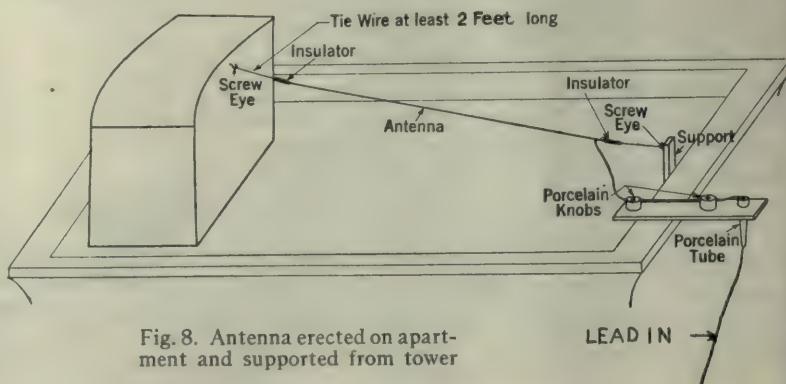 Tie Wire at least 2 Feet long
Insulator
Screw
Eye
Insulator
Screw
Eye
Support
Antenna
Porcelain
Knobs
Porcelain
Tube
LEAD IN
Fig. 8. Antenna erected on apart-
ment and supported from tower